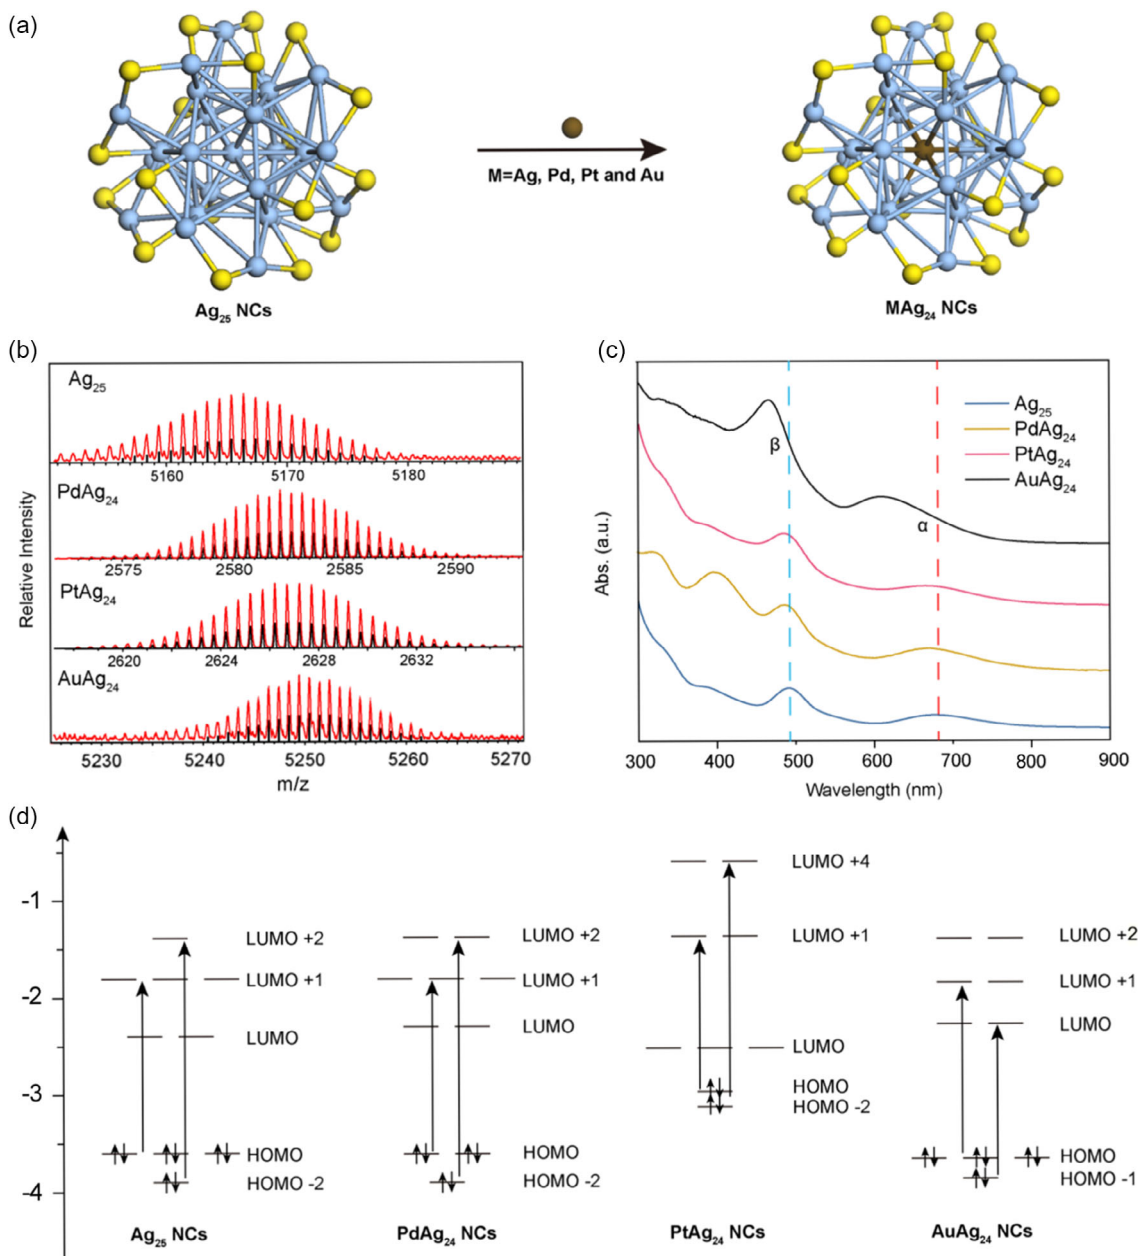 (a)
M=Ag, Pd, Pt and Au
Ag₂₅ NCs
MAg₂₄ NCs
(b)
Ag₂₅
5160 5170 5180
PdAg₂₄
2575 2580 2585 2590
PtAg₂₄
2620 2624 2628 2632
AuAg₂₄
5230 5240 5250 5260 5270
m/z
Relative Intensity
(c)
Ag₂₅
PdAg₂₄
PtAg₂₄
AuAg₂₄
β
α
Abs. (a.u.)
300 400 500 600 700 800 900
Wavelength (nm)
(d)
-1
-2
-3
-4
LUMO +2
LUMO +1
LUMO
HOMO
HOMO -2
Ag₂₅ NCs
LUMO +2
LUMO +1
LUMO
HOMO
HOMO -2
PdAg₂₄ NCs
LUMO +4
LUMO +1
LUMO
HOMO
HOMO -2
PtAg₂₄ NCs
LUMO +2
LUMO +1
LUMO
HOMO
HOMO -1
AuAg₂₄ NCs